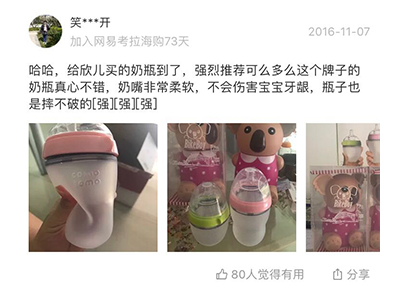 笑***开
2016-11-07
加入网易考拉海购73天
哈哈，给欣儿买的奶瓶到了，强烈推荐可么多么这个牌子的
奶瓶真心不错，奶嘴非常柔软，不会伤害宝宝牙龈，瓶子也
是摔不破的[强][强][强]
80人觉得有用
分享